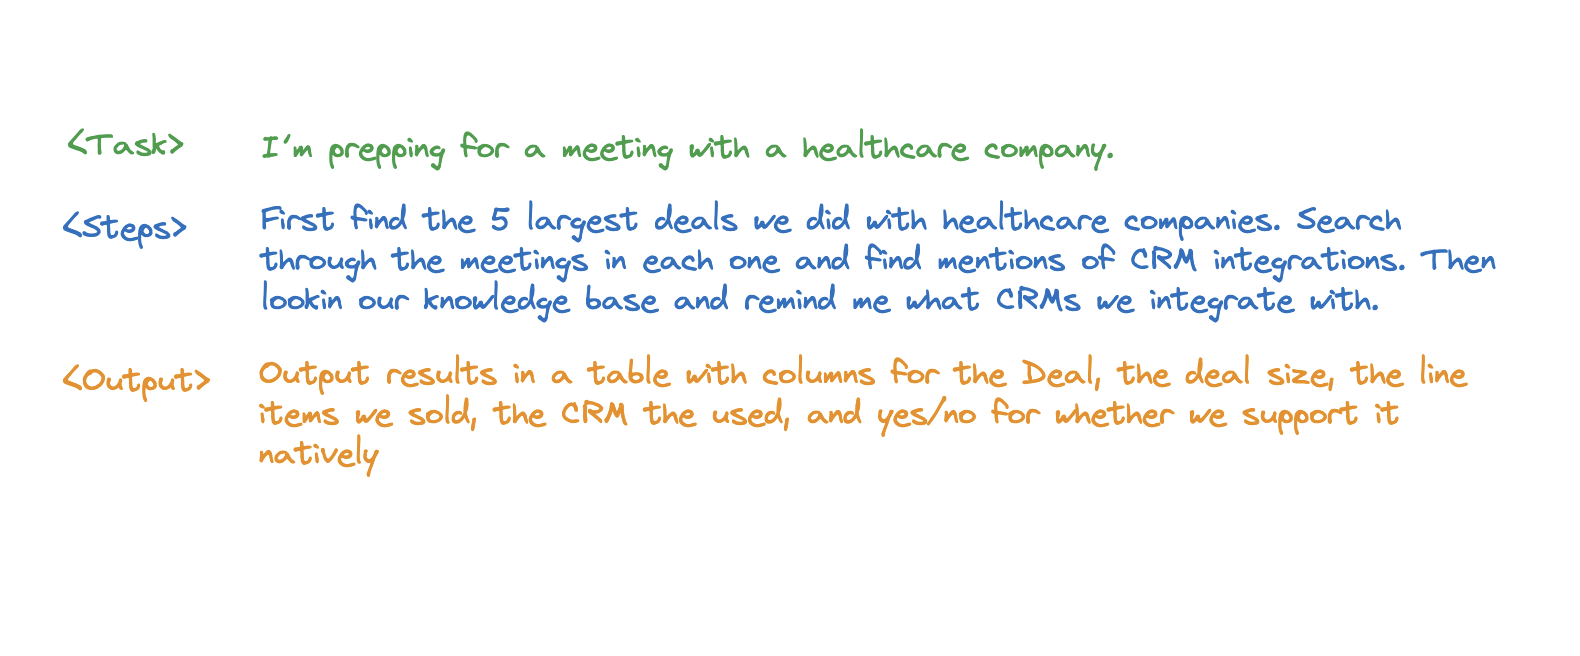 <Task> I'm prepping for a meeting with a healthcare company.
<Steps> First find the 5 largest deals we did with healthcare companies. Search
through the meetings in each one and find mentions of CRM integrations. Then
lookin our knowledge base and remind me what CRMs we integrate with.
<Output> Output results in a table with columns for the Deal, the deal size, the line
items we sold, the CRM the used, and yes/no for whether we support it
natively